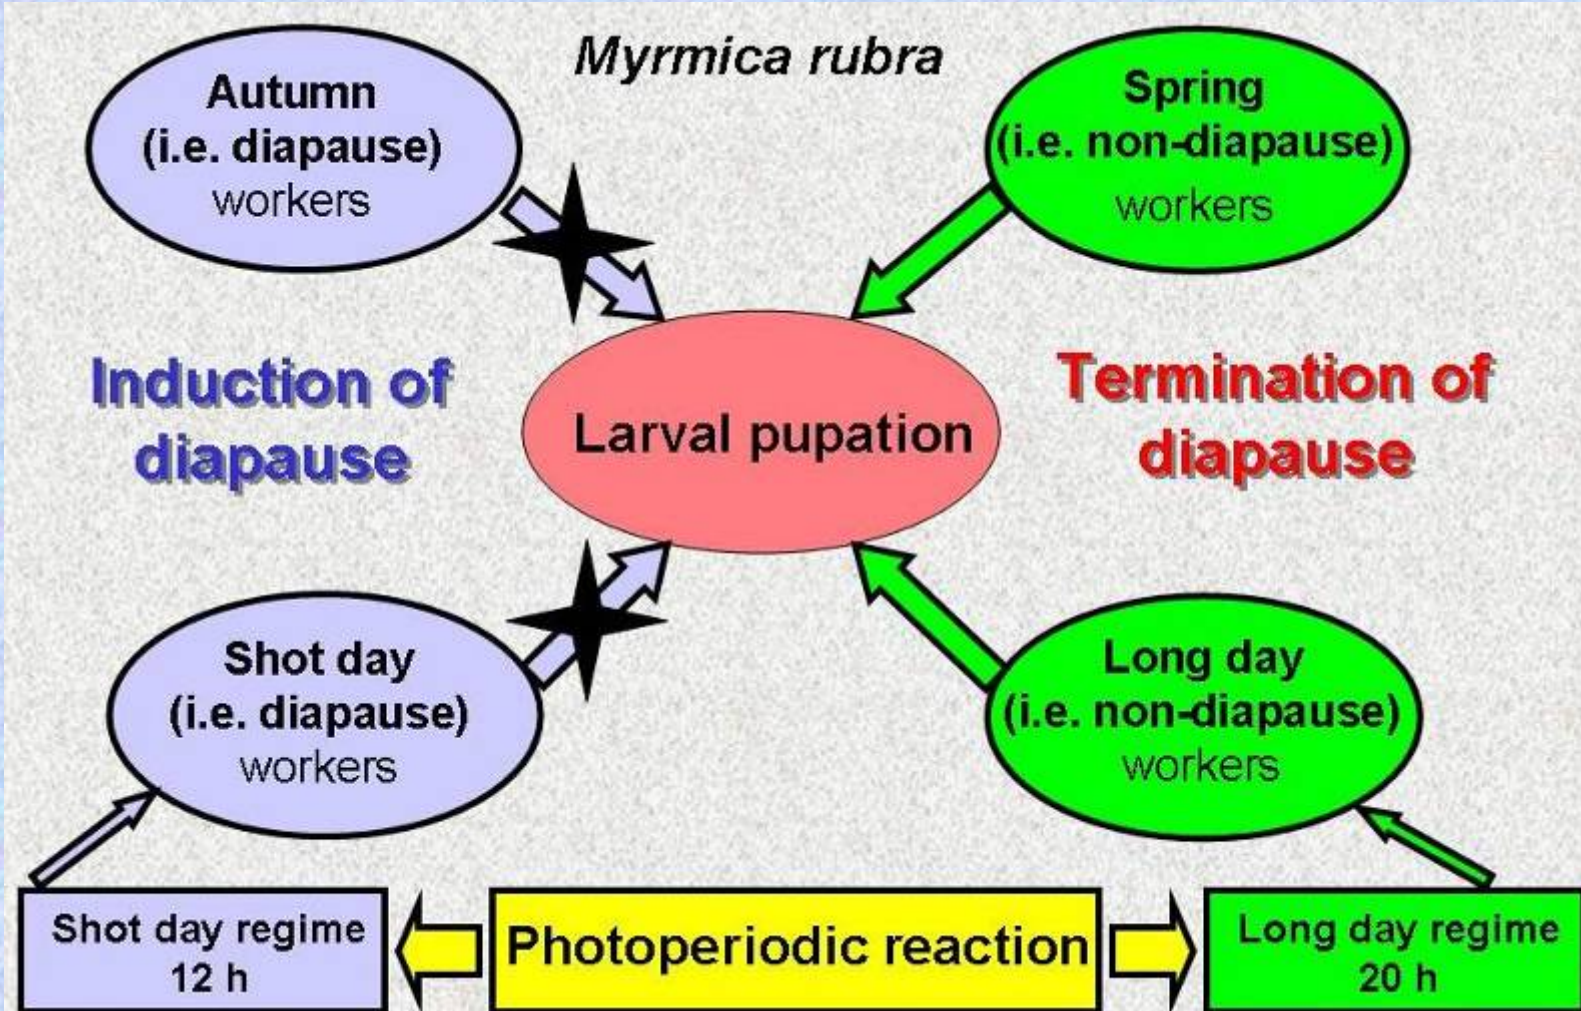 Myrmica rubra
Autumn
(i.e. diapause)
workers
Spring
(i.e. non-diapause)
workers
Induction of
diapause
Larval pupation
Termination of
diapause
Shot day
(i.e. diapause)
workers
Long day
(i.e. non-diapause)
workers
Shot day regime
12 h
Photoperiodic reaction
Long day regime
20 h